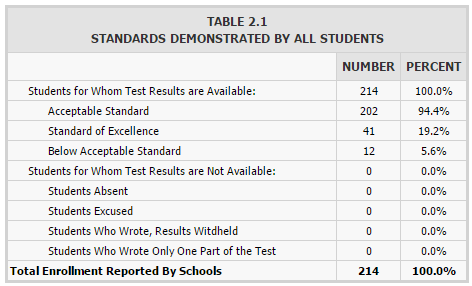 TABLE 2.1
STANDARDS DEMONSTRATED BY ALL STUDENTS
NUMBER PERCENT
Students for Whom Test Results are Available: 214 100.0%
Acceptable Standard 202 94.4%
Standard of Excellence 41 19.2%
Below Acceptable Standard 12 5.6%
Students for Whom Test Results are Not Available: 0 0.0%
Students Absent 0 0.0%
Students Excused 0 0.0%
Students Who Wrote, Results Witdheld 0 0.0%
Students Who Wrote Only One Part of the Test 0 0.0%
Total Enrollment Reported By Schools 214 100.0%